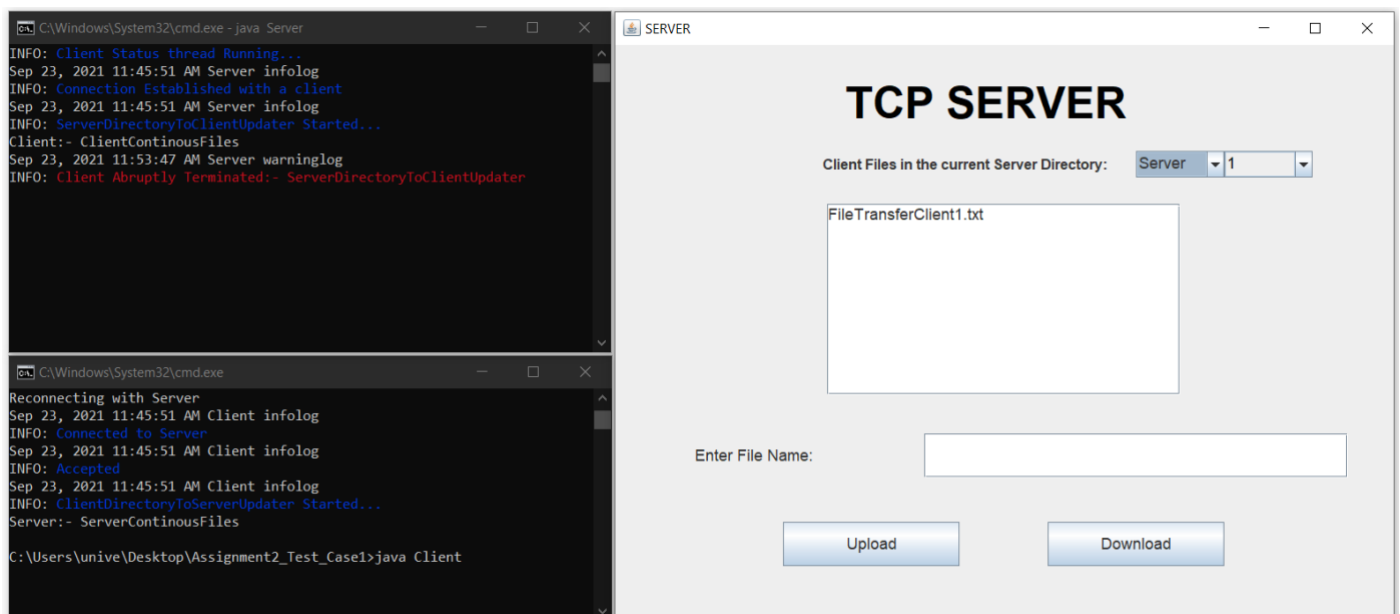 C:\Windows\System32\cmd.exe - java Server
INFO: Client Status thread Running...
Sep 23, 2021 11:45:51 AM Server infolog
INFO: Connection Established with a client
Sep 23, 2021 11:45:51 AM Server infolog
INFO: ServerDirectoryToClientUpdater Started...
Client:- ClientContinousFiles
Sep 23, 2021 11:53:47 AM Server warninglog
INFO: Client Abruptly Terminated:- ServerDirectoryToClientUpdater
C:\Windows\System32\cmd.exe
Reconnecting with Server
Sep 23, 2021 11:45:51 AM Client infolog
INFO: Connected to Server
Sep 23, 2021 11:45:51 AM Client infolog
INFO: Accepted
Sep 23, 2021 11:45:51 AM Client infolog
INFO: ClientDirectoryToServerUpdater Started...
Server:- ServerContinousFiles
C:\Users\unive\Desktop\Assignment2_Test_Case1>java Client
SERVER
TCP SERVER
Client Files in the current Server Directory: Server 1
FileTransferClient1.txt
Enter File Name:
Upload Download